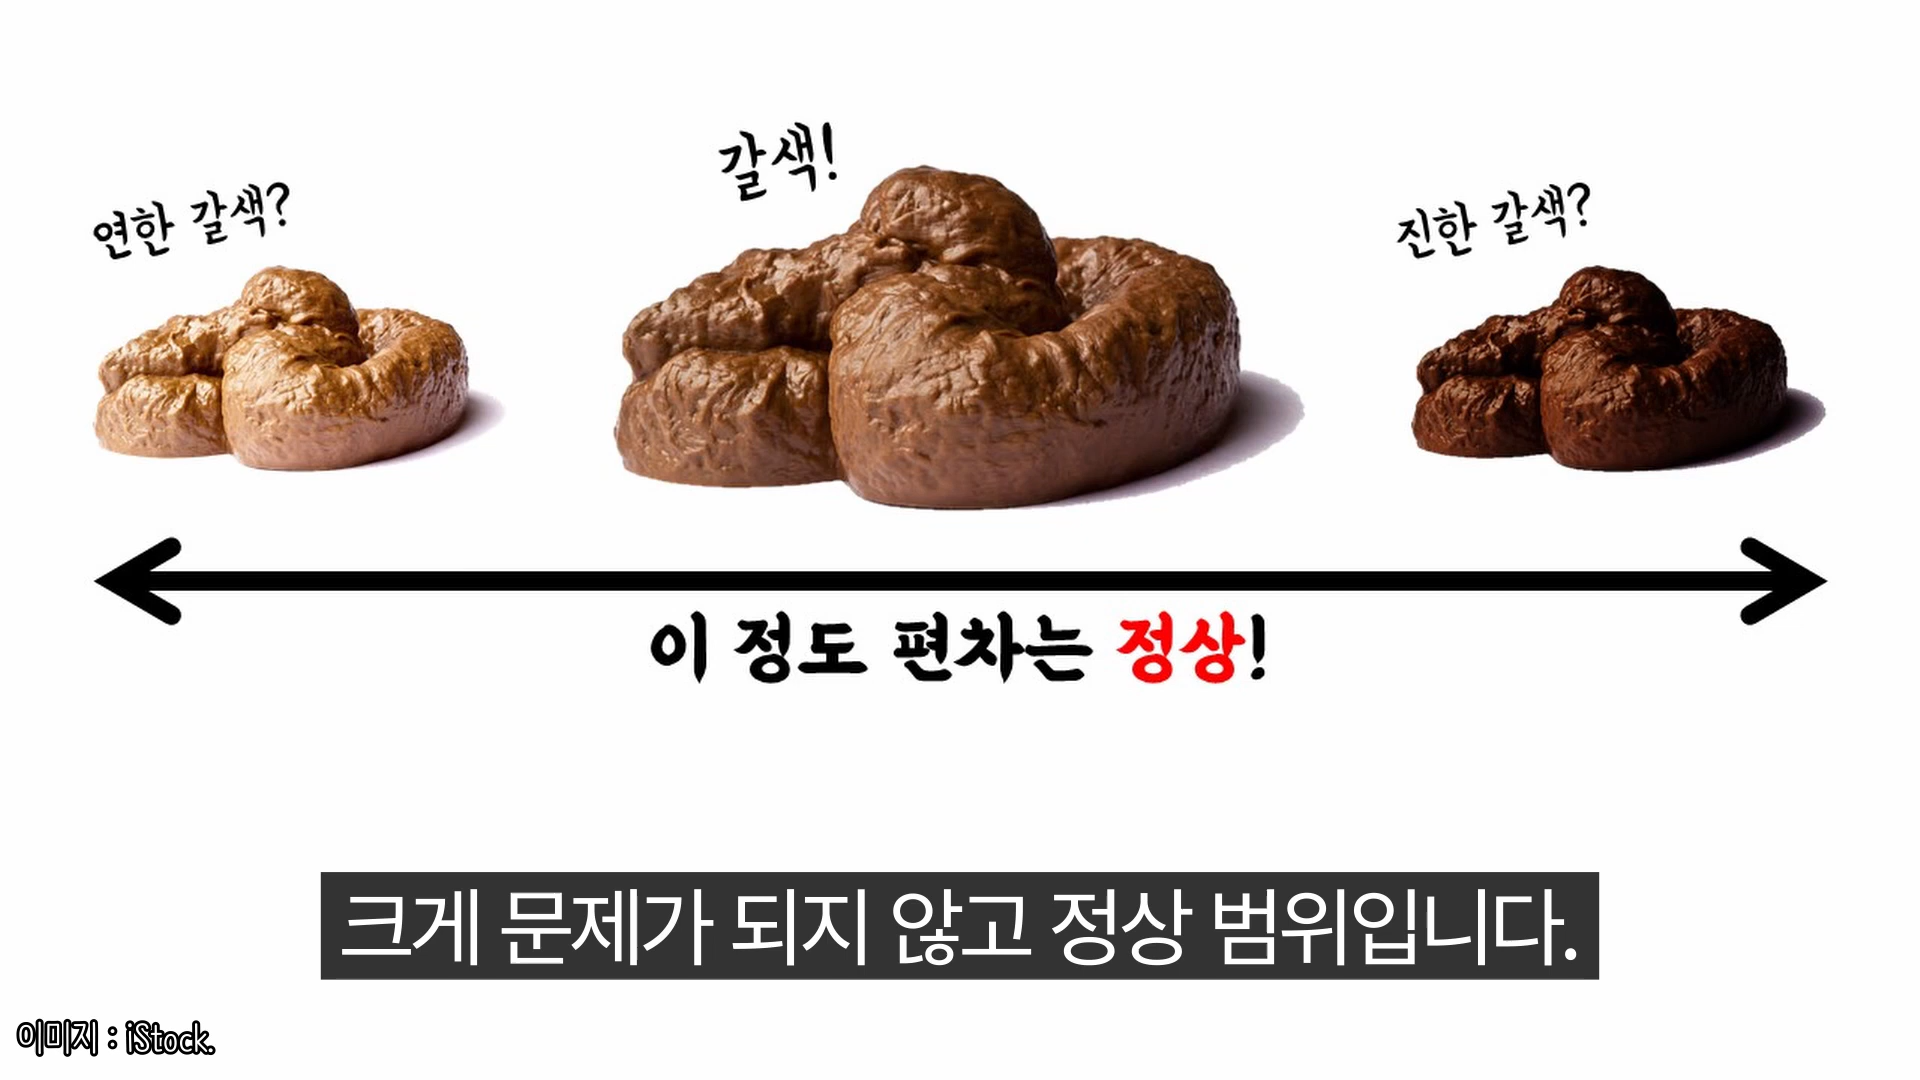 연한 갈색?
갈색!
진한 갈색?
이 정도 편차는 정상!
크게 문제가 되지 않고 정상 범위입니다.
이미지 : iStock.